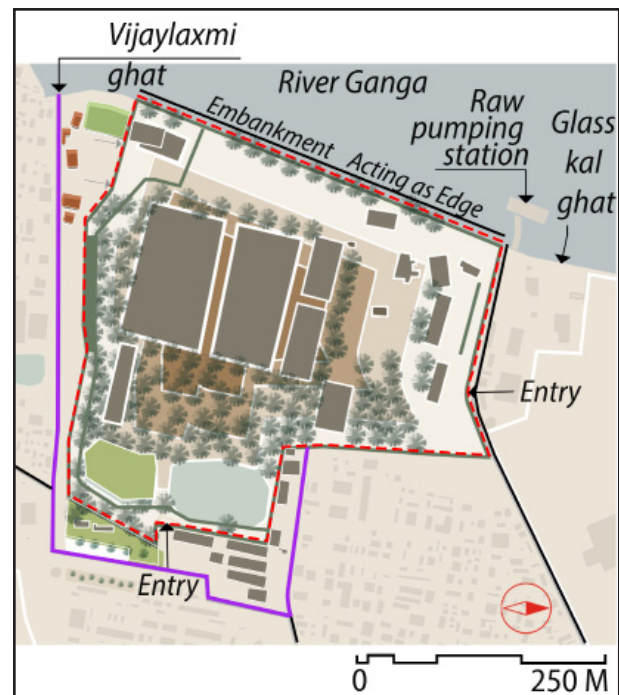 Vijaylaxmi
ghat
River Ganga
Raw
pumping
station
Glass
kal
ghat
Embankment Acting as Edge
Entry
Entry
0 250 M